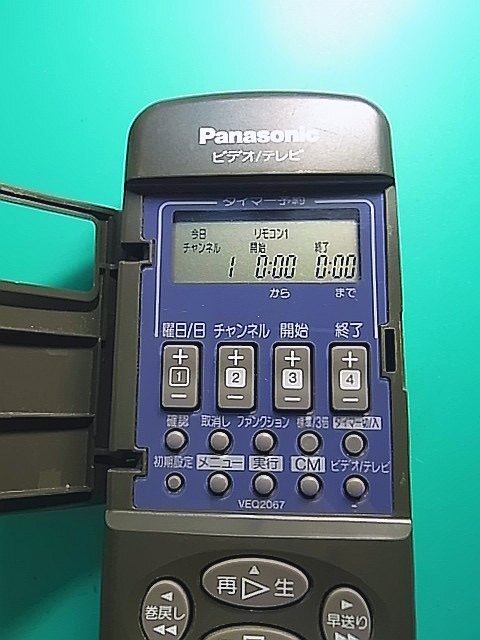 Panasonic
ビデオ/テレビ
タイマー予約
今日 リモコン1
チャンネル 開始 終了
1 0:00 0:00
から まで
曜日/日 チャンネル 開始 終了
+ + + +
1 2 3 4
− − − −
確認 取消し ファンクション 標準/3倍 タイマー切/入
初期設定 メニュー 実行 CM ビデオ/テレビ
VEQ2067
再 生
巻戻し 早送り